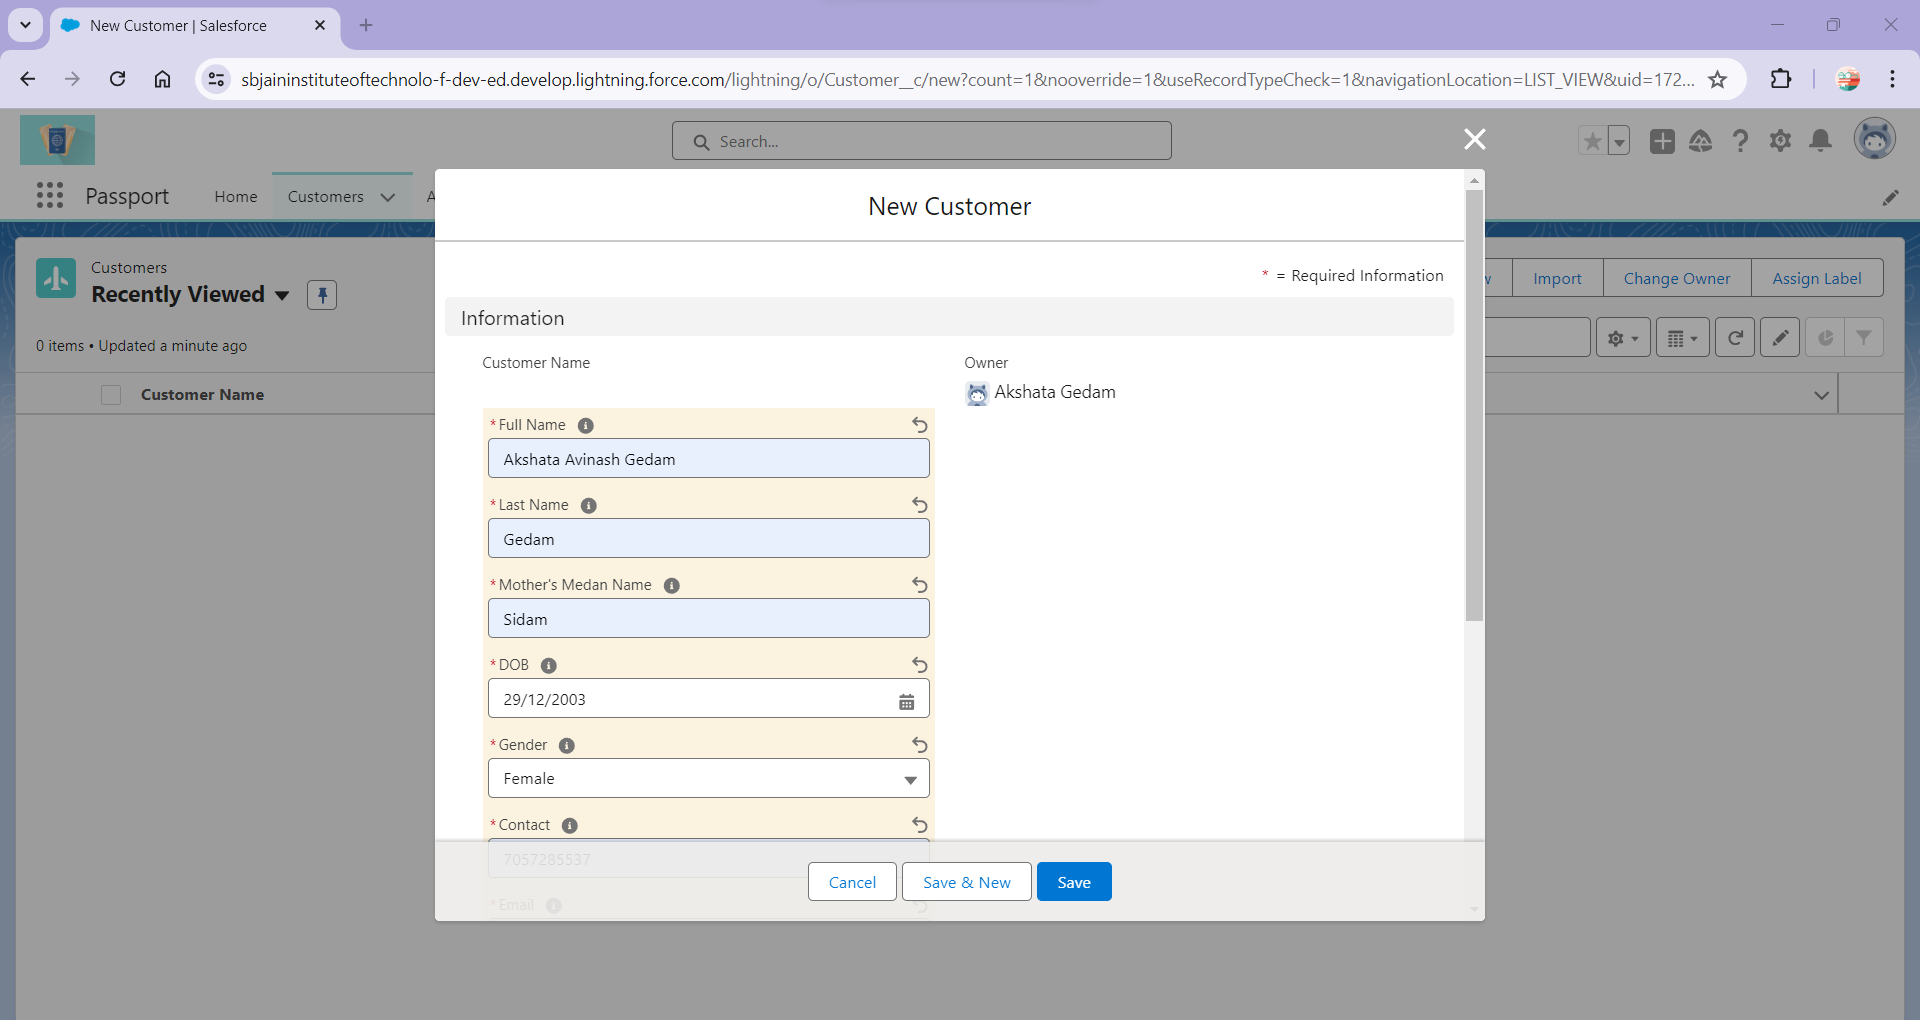 New Customer | Salesforce
sbjaininstituteoftechnolo-f-dev-ed.develop.lightning.force.com/lightning/o/Customer__c/new?count=1&nooverride=1&useRecordTypeCheck=1&navigationLocation=LIST_VIEW&uid=172...
Search...
Passport Home Customers A
New Customer
* = Required Information
Customers
Recently Viewed
w Import Change Owner Assign Label
0 items • Updated a minute ago
Customer Name
Information
Customer Name
Owner
Akshata Gedam
*Full Name
Akshata Avinash Gedam
*Last Name
Gedam
*Mother's Medan Name
Sidam
*DOB
29/12/2003
*Gender
Female
*Contact
7057285537
*Email
Cancel Save & New Save